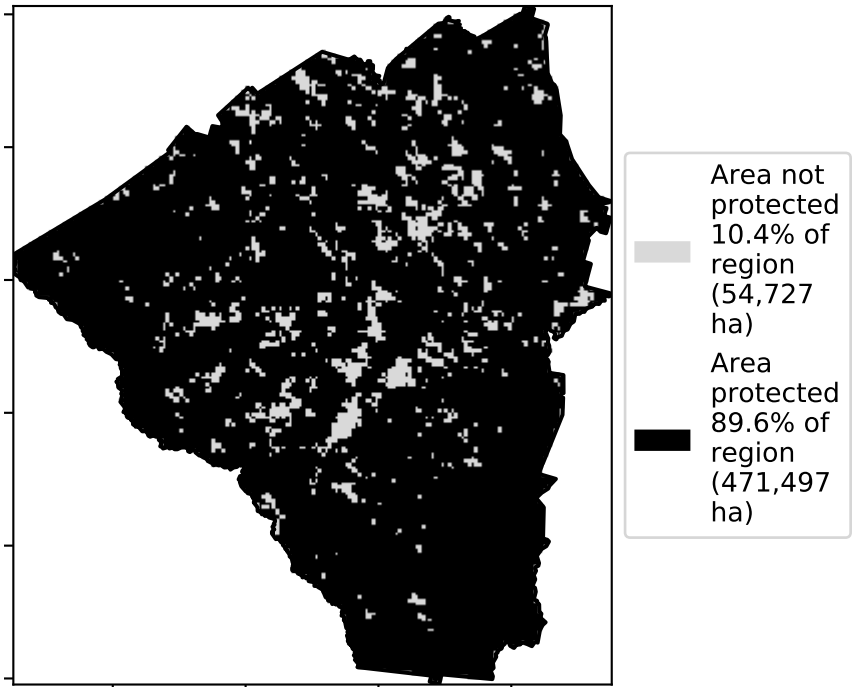 Area not
protected
10.4% of
region
(54,727
ha)
Area
protected
89.6% of
region
(471,497
ha)